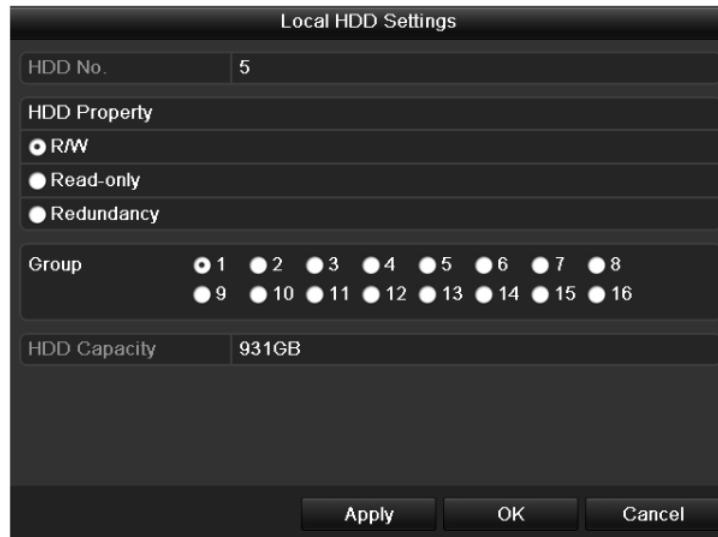 Local HDD Settings
HDD No. 5
HDD Property
R/W
Read-only
Redundancy
Group 1 2 3 4 5 6 7 8
9 10 11 12 13 14 15 16
HDD Capacity 931GB
Apply OK Cancel